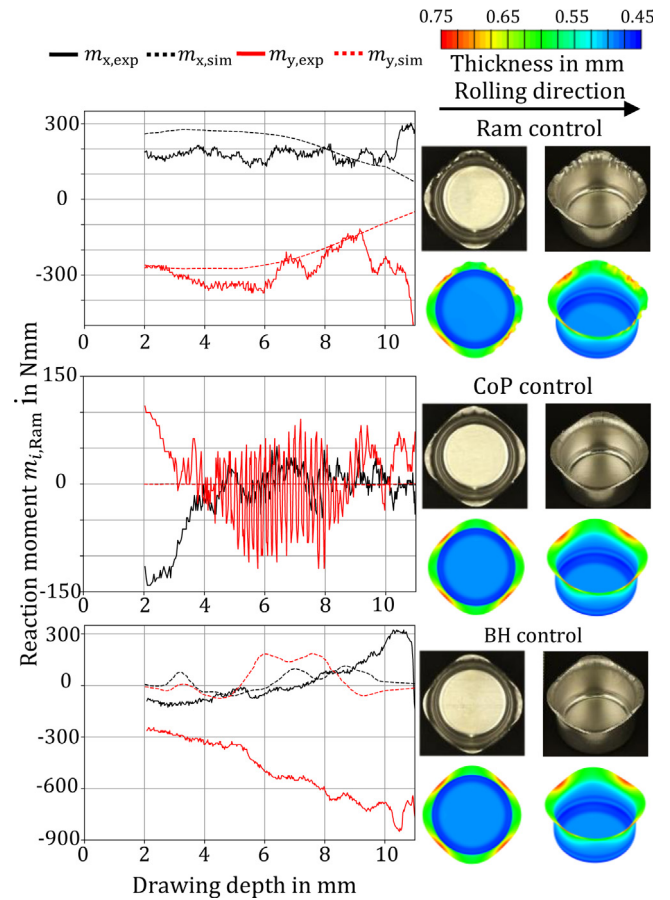 0.75 0.65 0.55 0.45
m_x,exp m_x,sim m_y,exp m_y,sim
Thickness in mm
Rolling direction
Ram control
300
0
-300
0 2 4 6 8 10
Reaction moment m_i,Ram in Nmm
150
0
-150
0 2 4 6 8 10
CoP control
300
0
-300
-600
-900
0 2 4 6 8 10
BH control
Drawing depth in mm